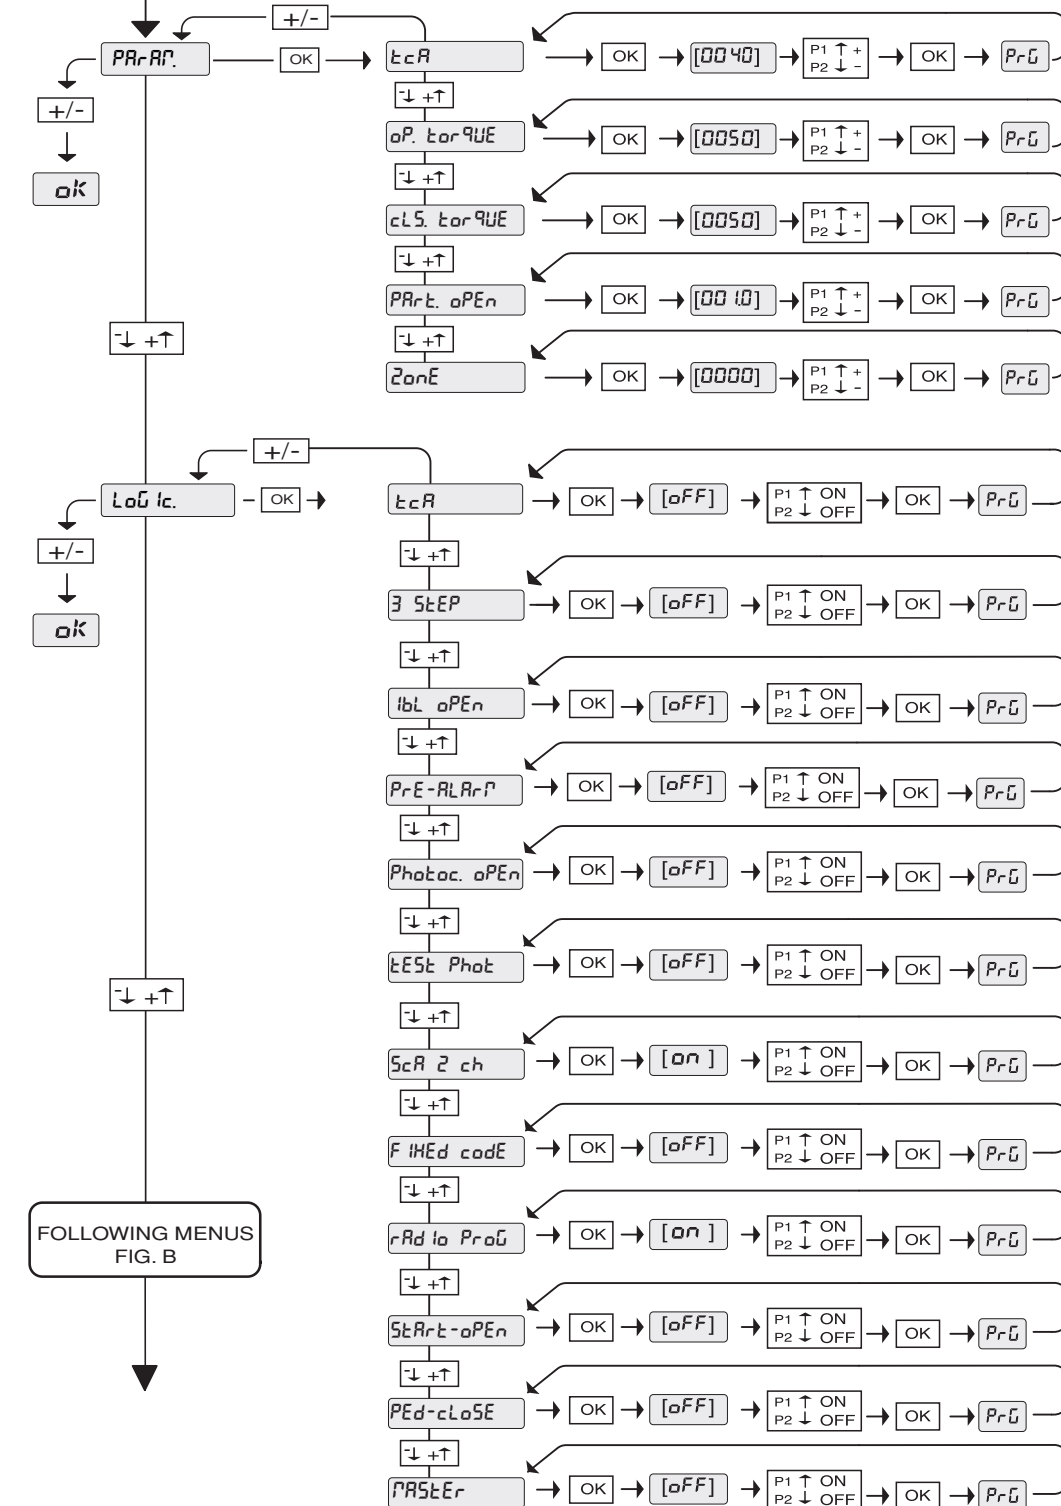 +/-
PArAM. OK tcA OK [0040] P1 ↑ + P2 ↓ - OK PrG
+/- -↓ +↑
oP. torqUE OK [0050] P1 ↑ + P2 ↓ - OK PrG
oK -↓ +↑
cLS. torqUE OK [0050] P1 ↑ + P2 ↓ - OK PrG
-↓ +↑
PArt. oPEn OK [001.0] P1 ↑ + P2 ↓ - OK PrG
-↓ +↑ -↓ +↑
ZonE OK [0000] P1 ↑ + P2 ↓ - OK PrG
+/-
LoGIc. OK tcA OK [oFF] P1 ↑ ON P2 ↓ OFF OK PrG
+/- -↓ +↑
3 StEP OK [oFF] P1 ↑ ON P2 ↓ OFF OK PrG
oK -↓ +↑
IbL oPEn OK [oFF] P1 ↑ ON P2 ↓ OFF OK PrG
-↓ +↑
PrE-ALArM OK [oFF] P1 ↑ ON P2 ↓ OFF OK PrG
-↓ +↑
Photoc. oPEn OK [oFF] P1 ↑ ON P2 ↓ OFF OK PrG
-↓ +↑
tESt Phot OK [oFF] P1 ↑ ON P2 ↓ OFF OK PrG
-↓ +↑ -↓ +↑
ScA 2 ch OK [on ] P1 ↑ ON P2 ↓ OFF OK PrG
-↓ +↑
FIHEd codE OK [oFF] P1 ↑ ON P2 ↓ OFF OK PrG
-↓ +↑
FOLLOWING MENUS
FIG. B
rAdIo ProG OK [on ] P1 ↑ ON P2 ↓ OFF OK PrG
-↓ +↑
StArt-oPEn OK [oFF] P1 ↑ ON P2 ↓ OFF OK PrG
-↓ +↑
PEd-cLoSE OK [oFF] P1 ↑ ON P2 ↓ OFF OK PrG
-↓ +↑
MAStEr OK [oFF] P1 ↑ ON P2 ↓ OFF OK PrG